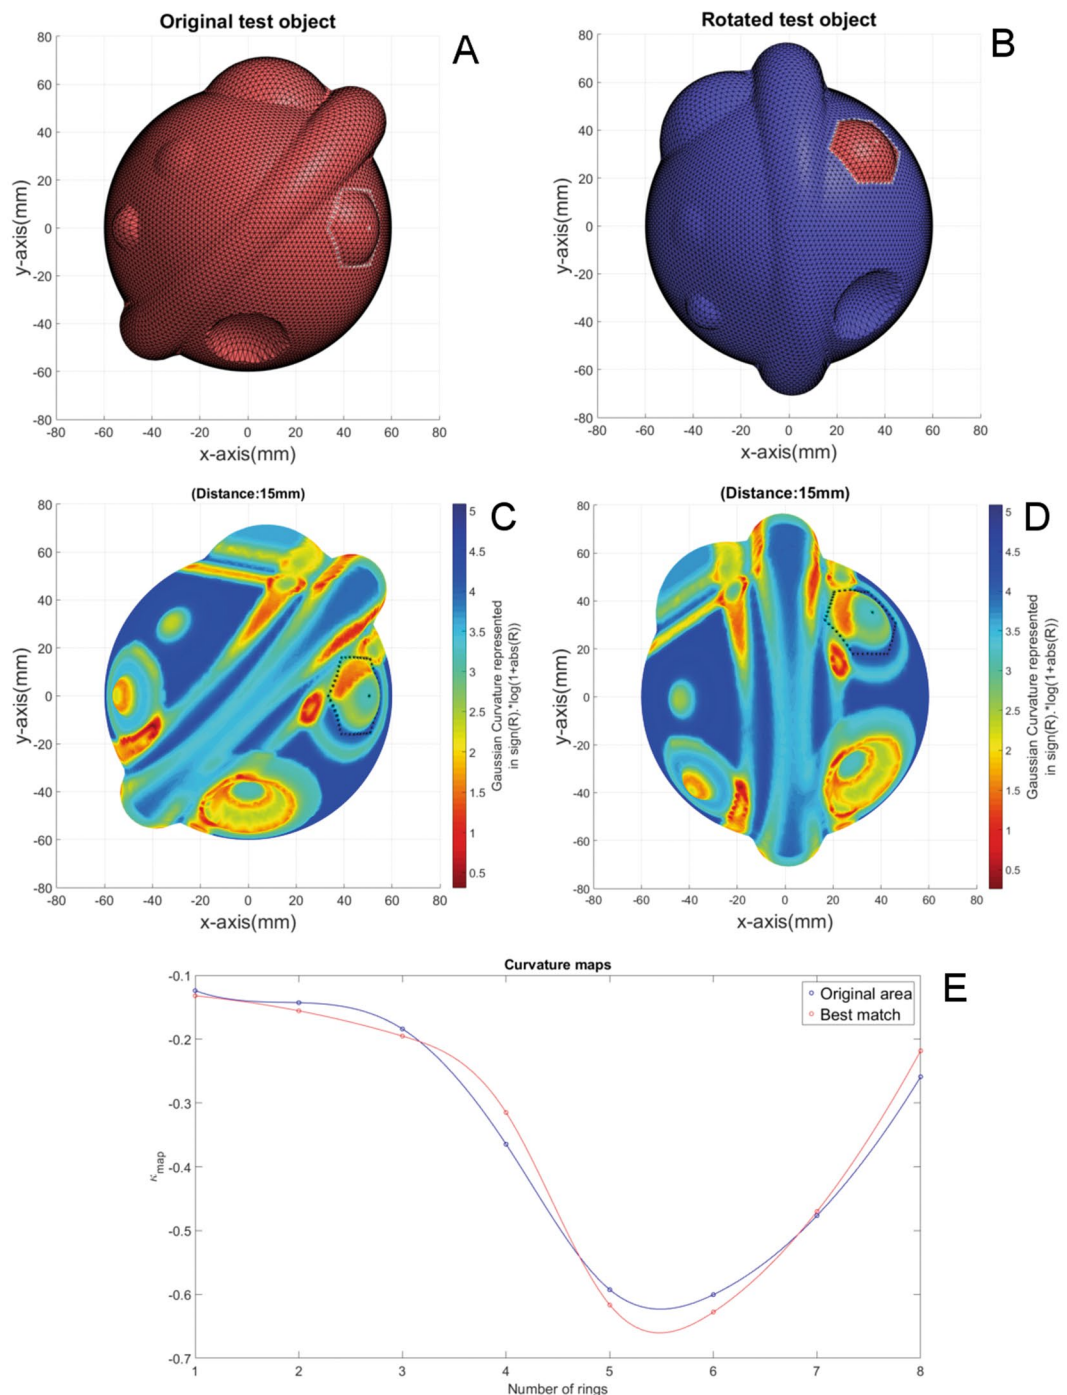 Original test object
A
80
60
40
20
0
-20
-40
-60
-80
-80 -60 -40 -20 0 20 40 60 80
y-axis(mm)
x-axis(mm)
Rotated test object
B
80
60
40
20
0
-20
-40
-60
-80
-80 -60 -40 -20 0 20 40 60 80
y-axis(mm)
x-axis(mm)
(Distance:15mm)
C
80
60
40
20
0
-20
-40
-60
-80
-80 -60 -40 -20 0 20 40 60 80
y-axis(mm)
x-axis(mm)
5
4.5
4
3.5
3
2.5
2
1.5
1
0.5
Gaussian Curvature represented
in sign(R).*log(1+abs(R))
(Distance:15mm)
D
80
60
40
20
0
-20
-40
-60
-80
-80 -60 -40 -20 0 20 40 60 80
y-axis(mm)
x-axis(mm)
5
4.5
4
3.5
3
2.5
2
1.5
1
0.5
Gaussian Curvature represented
in sign(R).*log(1+abs(R))
Curvature maps
E
Original area
Best match
-0.1
-0.2
-0.3
-0.4
-0.5
-0.6
-0.7
κmap
1 2 3 4 5 6 7 8
Number of rings